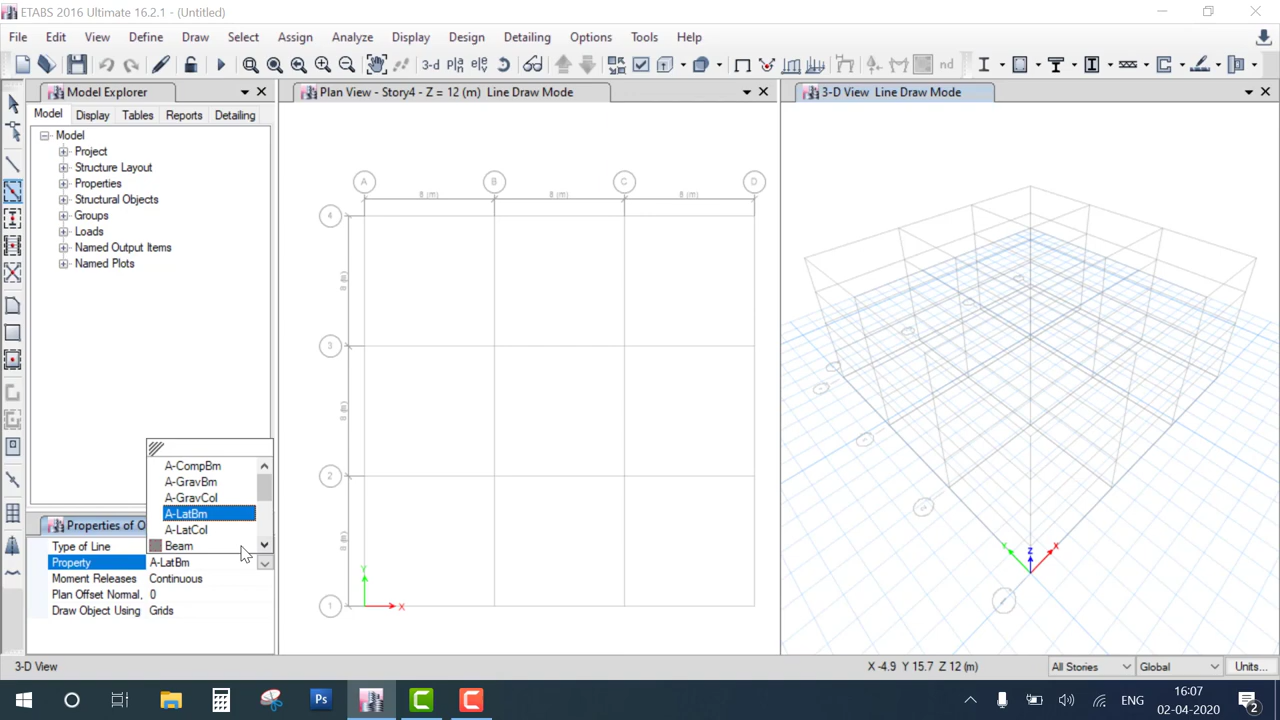 ETABS 2016 Ultimate 16.2.1 - (Untitled)
File Edit View Define Draw Select Assign Analyze Display Design Detailing Options Tools Help
3-d plan elev nd
Model Explorer
Model Display Tables Reports Detailing
Model
Project
Structure Layout
Properties
Structural Objects
Groups
Loads
Named Output Items
Named Plots
A-CompBm
A-GravBm
A-GravCol
A-LatBm
A-LatCol
Beam
Properties of O
Type of Line
Property A-LatBm
Moment Releases Continuous
Plan Offset Normal, 0
Draw Object Using Grids
Plan View - Story4 - Z = 12 (m) Line Draw Mode
A B C D
8 (m) 8 (m) 8 (m)
4
8 (m)
3
8 (m)
2
8 (m)
1
Y
X
3-D View Line Draw Mode
Y Z X
3-D View
X -4.9 Y 15.7 Z 12 (m)
All Stories
Global
Units...
Ps
ENG
16:07
02-04-2020
2